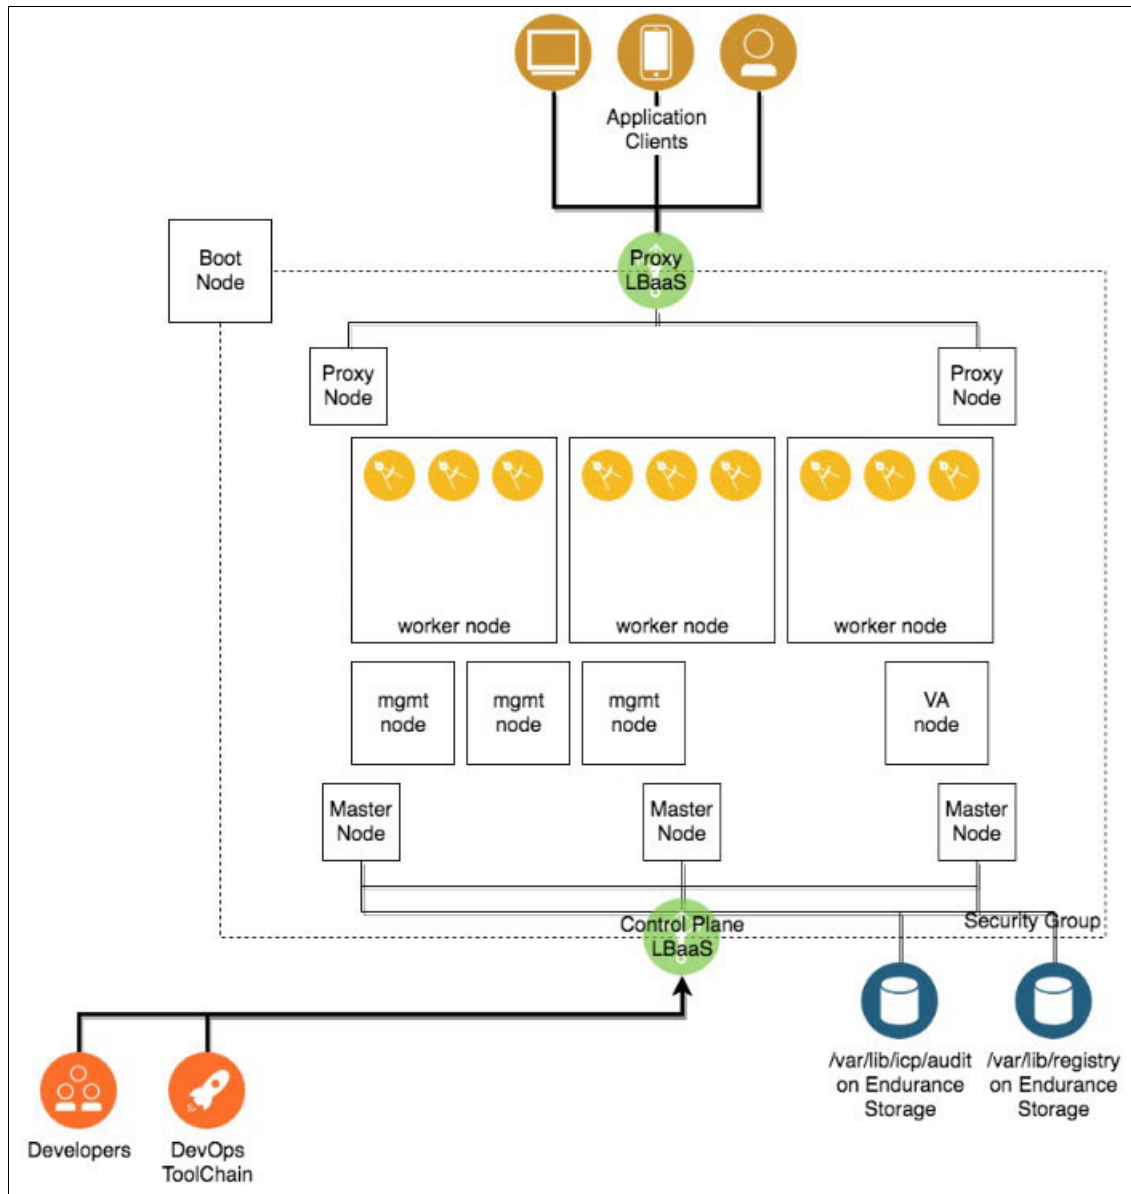 Application
Clients
Boot
Node
Proxy
LBaaS
Proxy
Node
Proxy
Node
worker node
worker node
worker node
mgmt
node
mgmt
node
mgmt
node
VA
node
Master
Node
Master
Node
Master
Node
Control Plane
LBaaS
Security Group
/var/lib/icp/audit
on Endurance
Storage
/var/lib/registry
on Endurance
Storage
Developers
DevOps
ToolChain